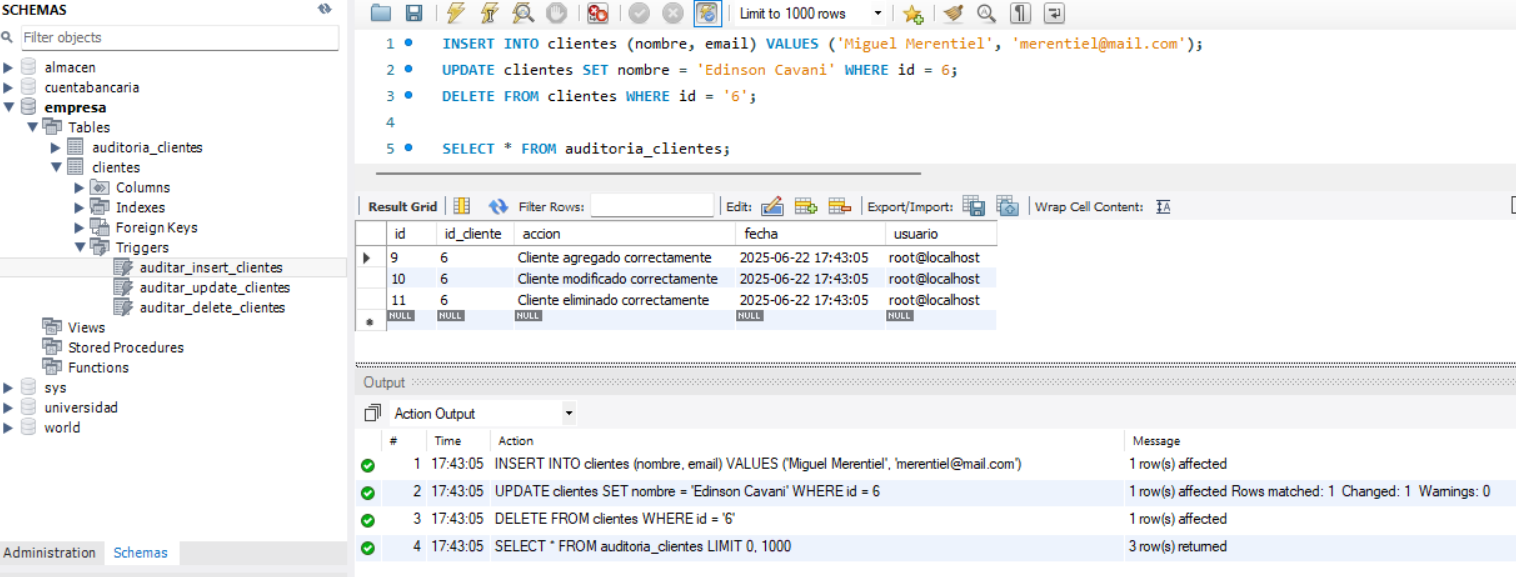 SCHEMAS
Filter objects
almacen
cuentabancaria
empresa
Tables
auditoria_clientes
clientes
Columns
Indexes
Foreign Keys
Triggers
auditar_insert_clientes
auditar_update_clientes
auditar_delete_clientes
Views
Stored Procedures
Functions
sys
universidad
world
Administration Schemas
Limit to 1000 rows
1 INSERT INTO clientes (nombre, email) VALUES ('Miguel Merentiel', 'merentiel@mail.com');
2 UPDATE clientes SET nombre = 'Edinson Cavani' WHERE id = 6;
3 DELETE FROM clientes WHERE id = '6';
4
5 SELECT * FROM auditoria_clientes;
Result Grid Filter Rows: Edit: Export/Import: Wrap Cell Content:
id id_cliente accion fecha usuario
9 6 Cliente agregado correctamente 2025-06-22 17:43:05 root@localhost
10 6 Cliente modificado correctamente 2025-06-22 17:43:05 root@localhost
11 6 Cliente eliminado correctamente 2025-06-22 17:43:05 root@localhost
NULL NULL NULL NULL NULL
Output
Action Output
# Time Action Message
1 17:43:05 INSERT INTO clientes (nombre, email) VALUES ('Miguel Merentiel', 'merentiel@mail.com') 1 row(s) affected
2 17:43:05 UPDATE clientes SET nombre = 'Edinson Cavani' WHERE id = 6 1 row(s) affected Rows matched: 1 Changed: 1 Warnings: 0
3 17:43:05 DELETE FROM clientes WHERE id = '6' 1 row(s) affected
4 17:43:05 SELECT * FROM auditoria_clientes LIMIT 0, 1000 3 row(s) returned